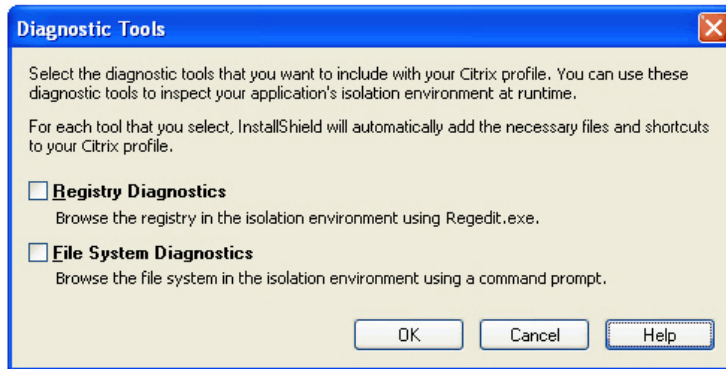 Diagnostic Tools
Select the diagnostic tools that you want to include with your Citrix profile. You can use these
diagnostic tools to inspect your application's isolation environment at runtime.
For each tool that you select, InstallShield will automatically add the necessary files and shortcuts
to your Citrix profile.
Registry Diagnostics
Browse the registry in the isolation environment using Regedit.exe.
File System Diagnostics
Browse the file system in the isolation environment using a command prompt.
OK Cancel Help